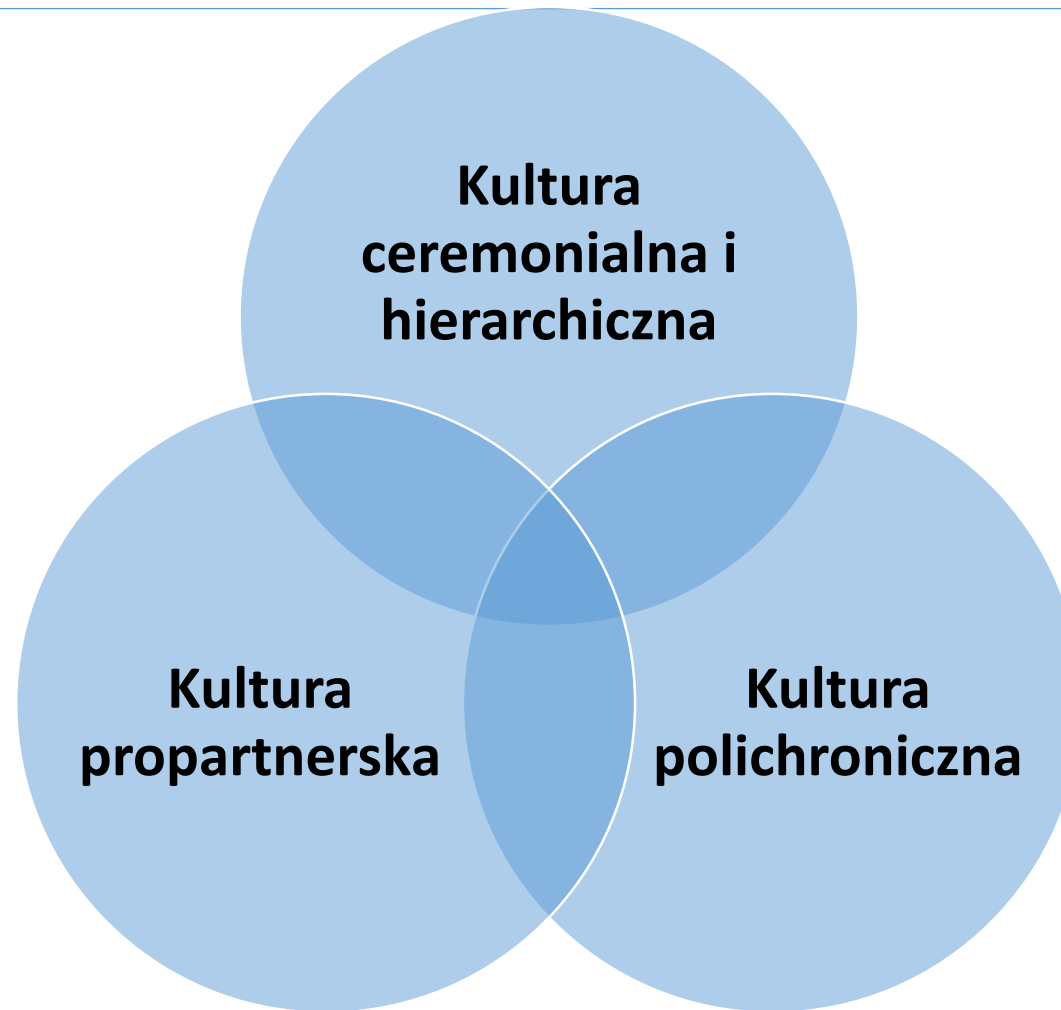 Kultura
ceremonialna i
hierarchiczna
Kultura
propartnerska
Kultura
polichroniczna